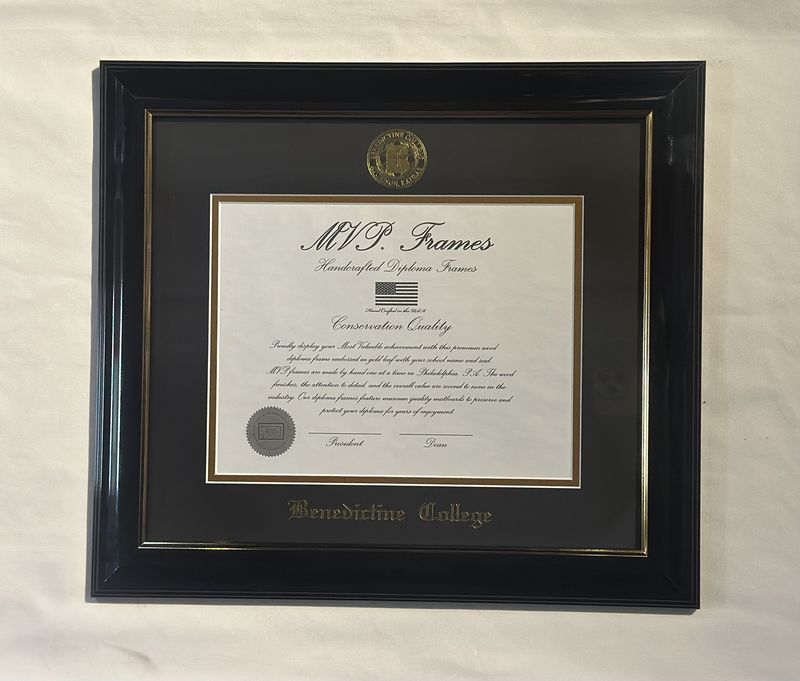 BENEDICTINE COLLEGE
ATCHISON, KANSAS
MVP. Frames
Handcrafted Diploma Frames
Hand Crafted in the U.S.A
Conservation Quality
Proudly display your Most Valuable achievement with this premium wood
diploma frame embossed in gold leaf with your school name and seal.
MVP frames are made by hand one at a time in Philadelphia, P.A. The wood
finishes, the attention to detail, and the overall value are second to none in the
industry. Our diploma frames feature museum quality matboards to preserve and
protect your diploma for years of enjoyment.
President
Dean
Benedictine College